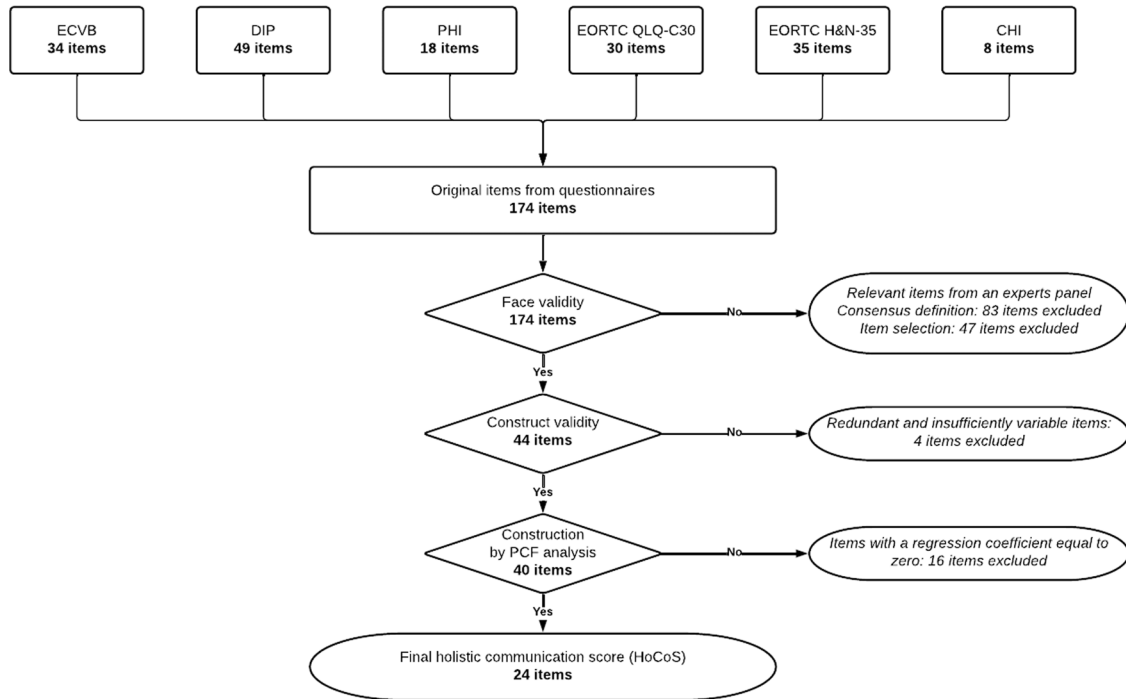 ECVB
34 items
DIP
49 items
PHI
18 items
EORTC QLQ-C30
30 items
EORTC H&N-35
35 items
CHI
8 items
Original items from questionnaires
174 items
Face validity
174 items
No
Relevant items from an experts panel
Consensus definition: 83 items excluded
Item selection: 47 items excluded
Yes
Construct validity
44 items
No
Redundant and insufficiently variable items:
4 items excluded
Yes
Construction
by PCF analysis
40 items
No
Items with a regression coefficient equal to
zero: 16 items excluded
Yes
Final holistic communication score (HoCoS)
24 items